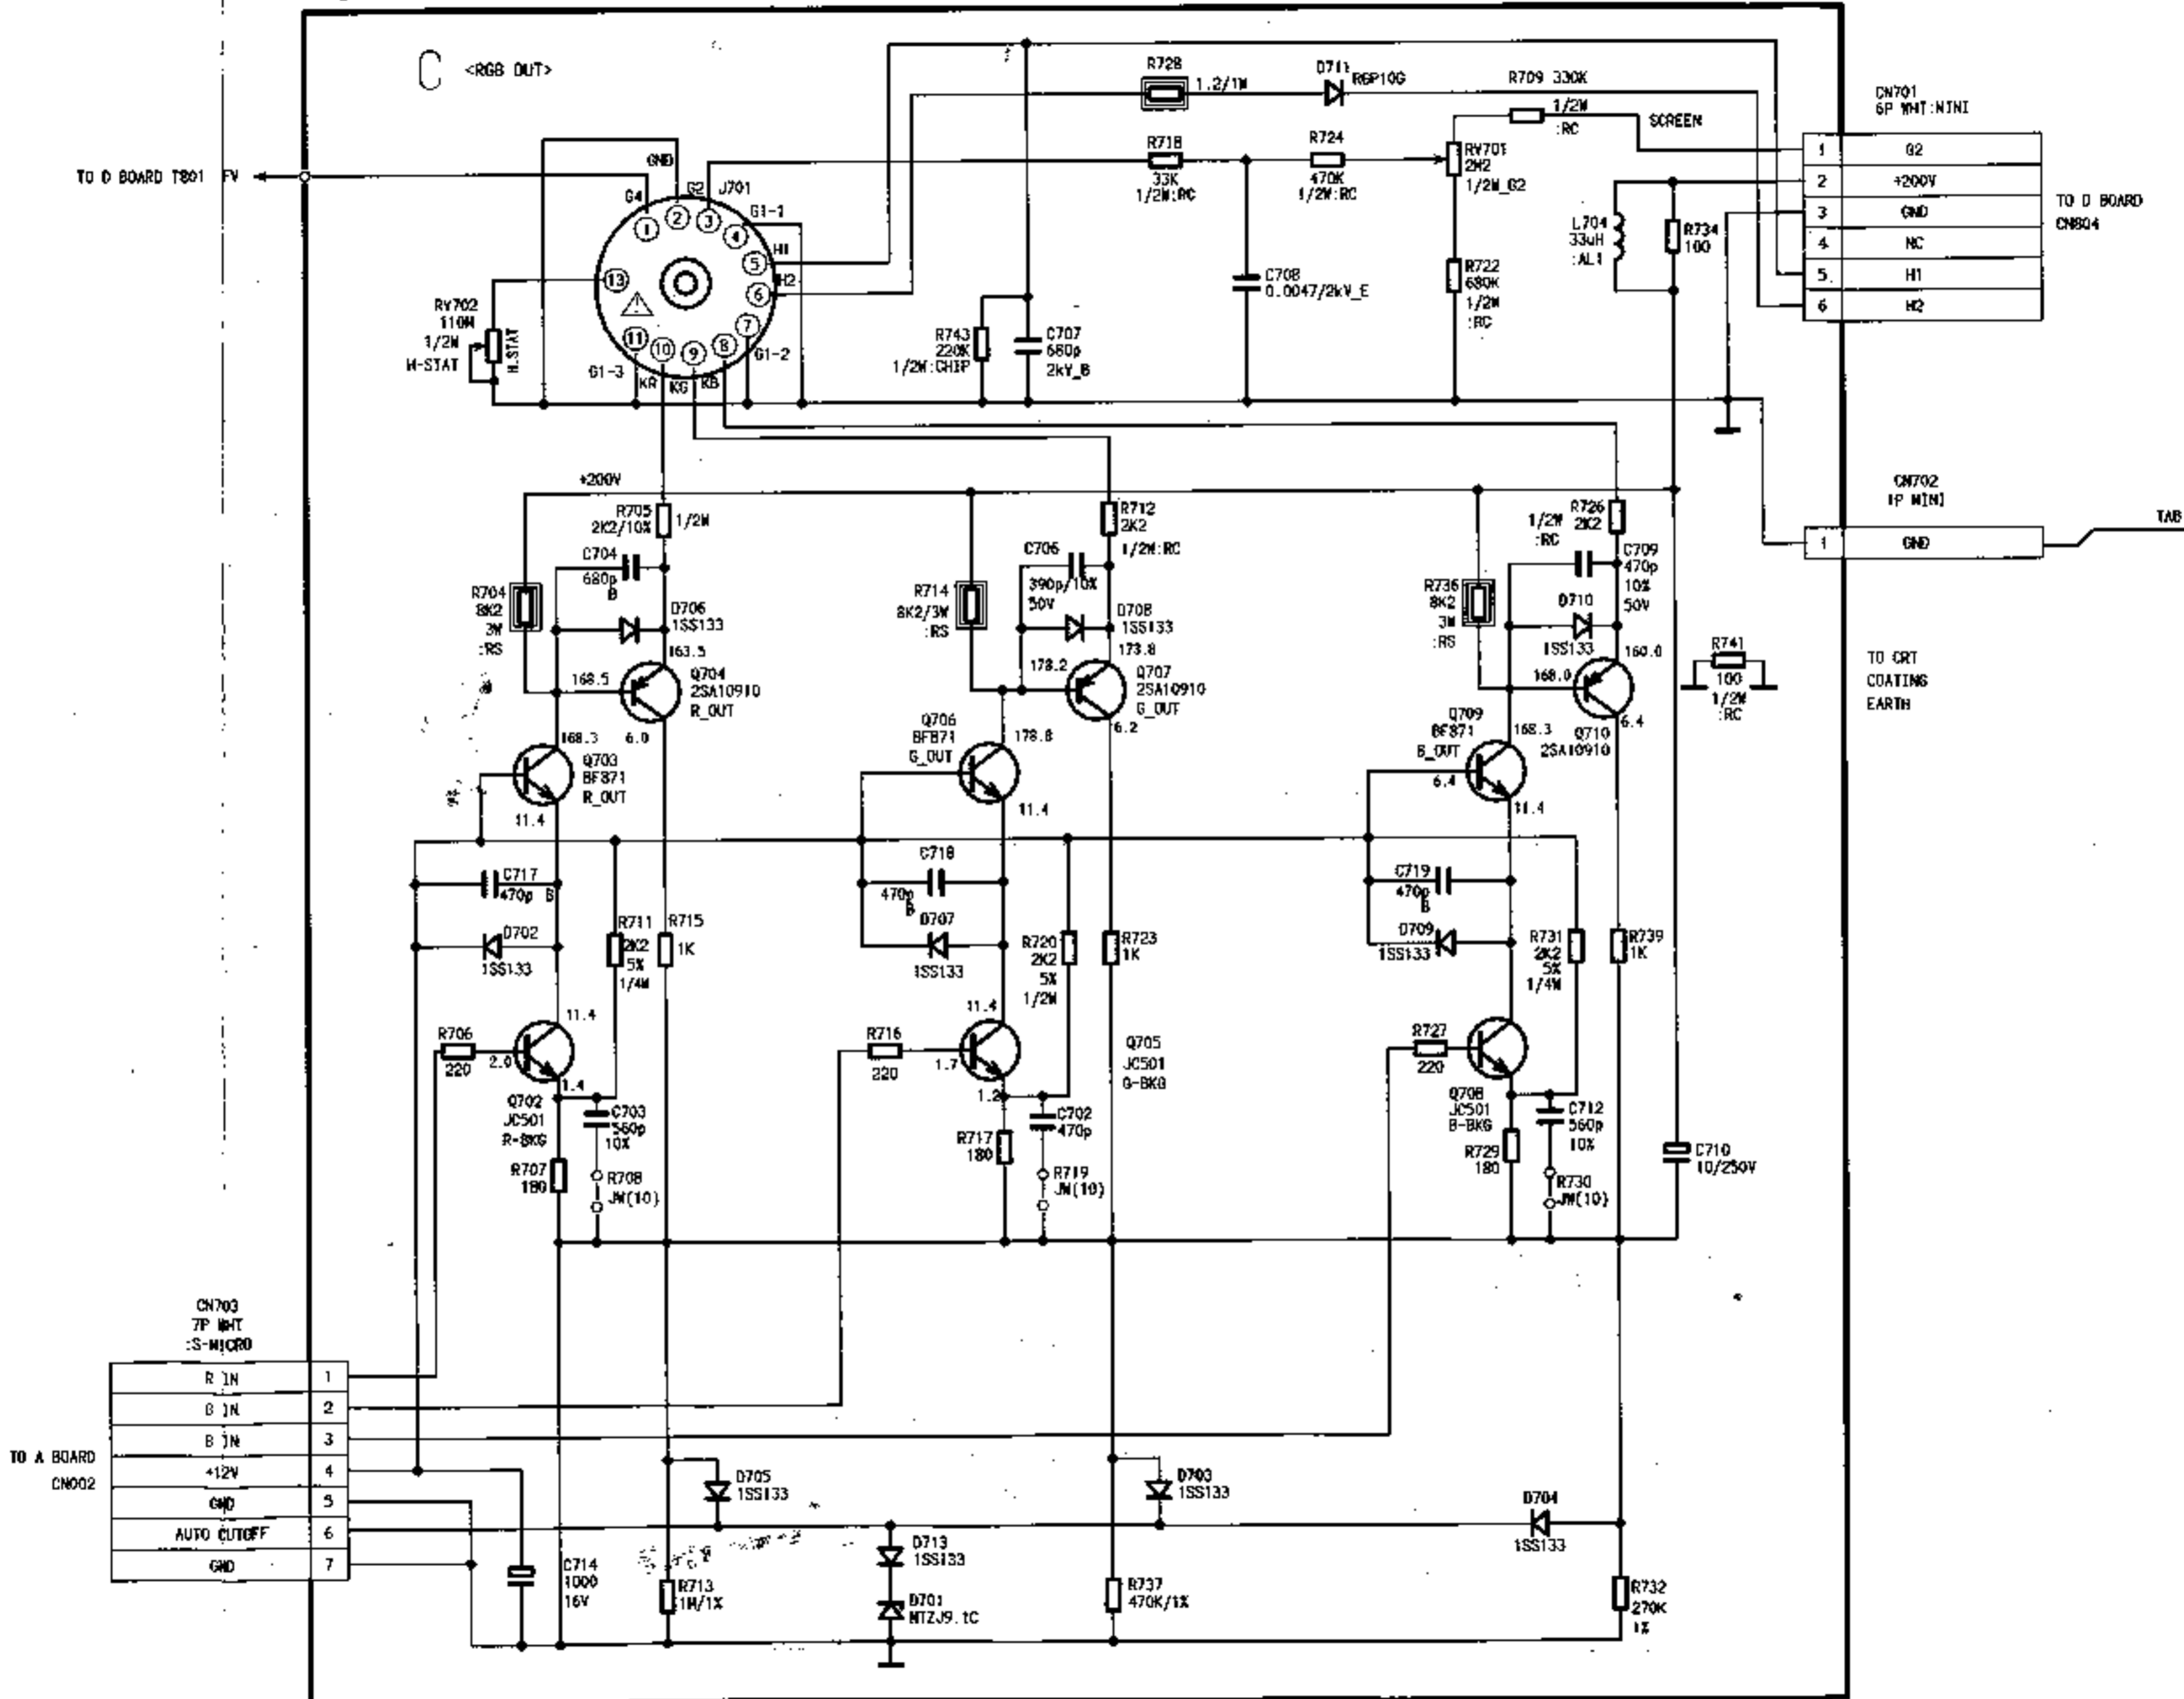 C <RGB OUT>
TO D BOARD T801 FV
R728
1.2/1W
D711
RGP10G
R709 330K
1/2W
:RC
SCREEN
CN701
6P WHT:MINI
1 G2
2 +200V
3 GND
4 NC
5 H1
6 H2
TO D BOARD
CN804
GND
G4
G2
J701
G1-1
H1
H2
G1-2
G1-3
KR
KG
KB
1
2
3
4
5
6
7
8
9
10
11
13
R718
33K
1/2W:RC
R724
470K
1/2W:RC
RV701
2M2
1/2W_G2
L704
33uH
:AL1
R734
100
RV702
110M
1/2W
H-STAT
H.STAT
R743
220K
1/2W:CHIP
C707
680p
2kV_B
C708
0.0047/2kV_E
R722
680K
1/2W
:RC
CN702
1P MINI
1 GND
TAB
TO CRT
COATING
EARTH
+200V
R705
2K2/10%
1/2W
C704
680p
B
R704
8K2
3W
:RS
D706
1SS133
163.5
168.5
Q704
2SA1091O
R_OUT
168.3
6.0
Q703
BF871
R_OUT
11.4
R712
2K2
1/2W:RC
C706
390p/10%
50V
R714
8K2/3W
:RS
D708
1SS133
173.8
178.2
Q707
2SA1091O
G_OUT
6.2
Q706
BF871
G_OUT
178.8
11.4
R726
2K2
1/2W
:RC
C709
470p
10%
50V
R736
8K2
3W
:RS
D710
1SS133
160.0
168.0
Q709
BF871
B_OUT
6.4
168.3
Q710
2SA1091O
6.4
11.4
R741
100
1/2W
:RC
C717
470p B
D702
1SS133
R711
2K2
5%
1/4W
R715
1K
C718
470p
B
D707
1SS133
R720
2K2
5%
1/2W
R723
1K
C719
470p
B
D709
1SS133
R731
2K2
5%
1/4W
R739
1K
R706
220
2.0
11.4
1.4
Q702
JC501
R-BKG
C703
560p
10%
R707
180
R708
JW(10)
R716
220
1.7
11.4
1.2
Q705
JC501
G-BKG
C702
470p
R717
180
R719
JW(10)
R727
220
Q708
JC501
B-BKG
C712
560p
10%
R729
180
R730
JW(10)
C710
10/250V
CN703
7P WHT
:S-MICRO
R IN 1
G IN 2
B IN 3
+12V 4
GND 5
AUTO CUTOFF 6
GND 7
TO A BOARD
CN002
D705
1SS133
D703
1SS133
D704
1SS133
C714
1000
16V
R713
1M/1%
D713
1SS133
D701
MTZJ9.1C
R737
470K/1%
R732
270K
1%